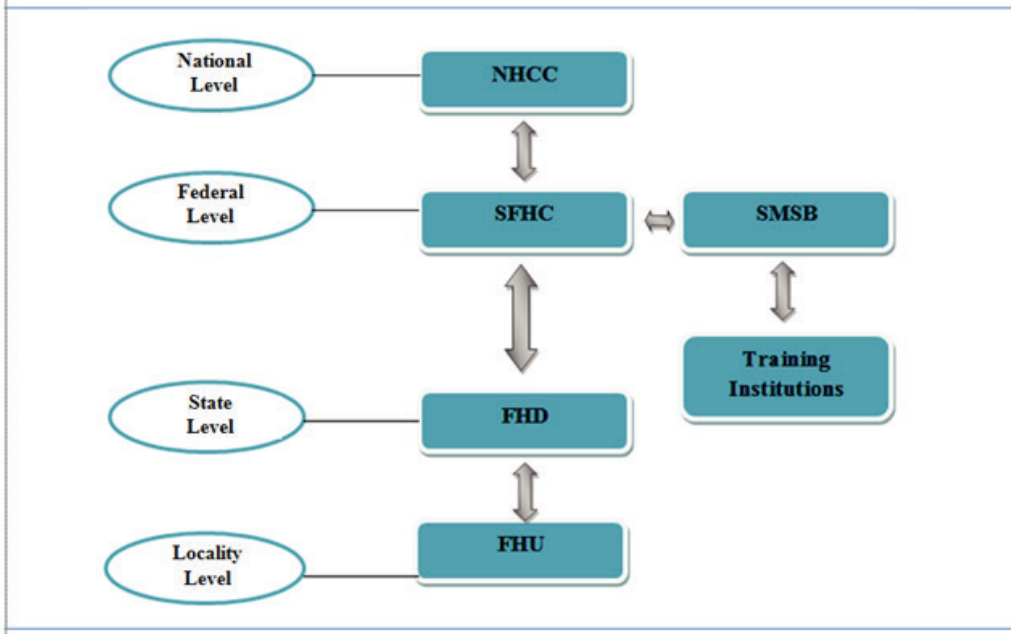 National
Level
NHCC
Federal
Level
SFHC
SMSB
Training
Institutions
State
Level
FHD
Locality
Level
FHU